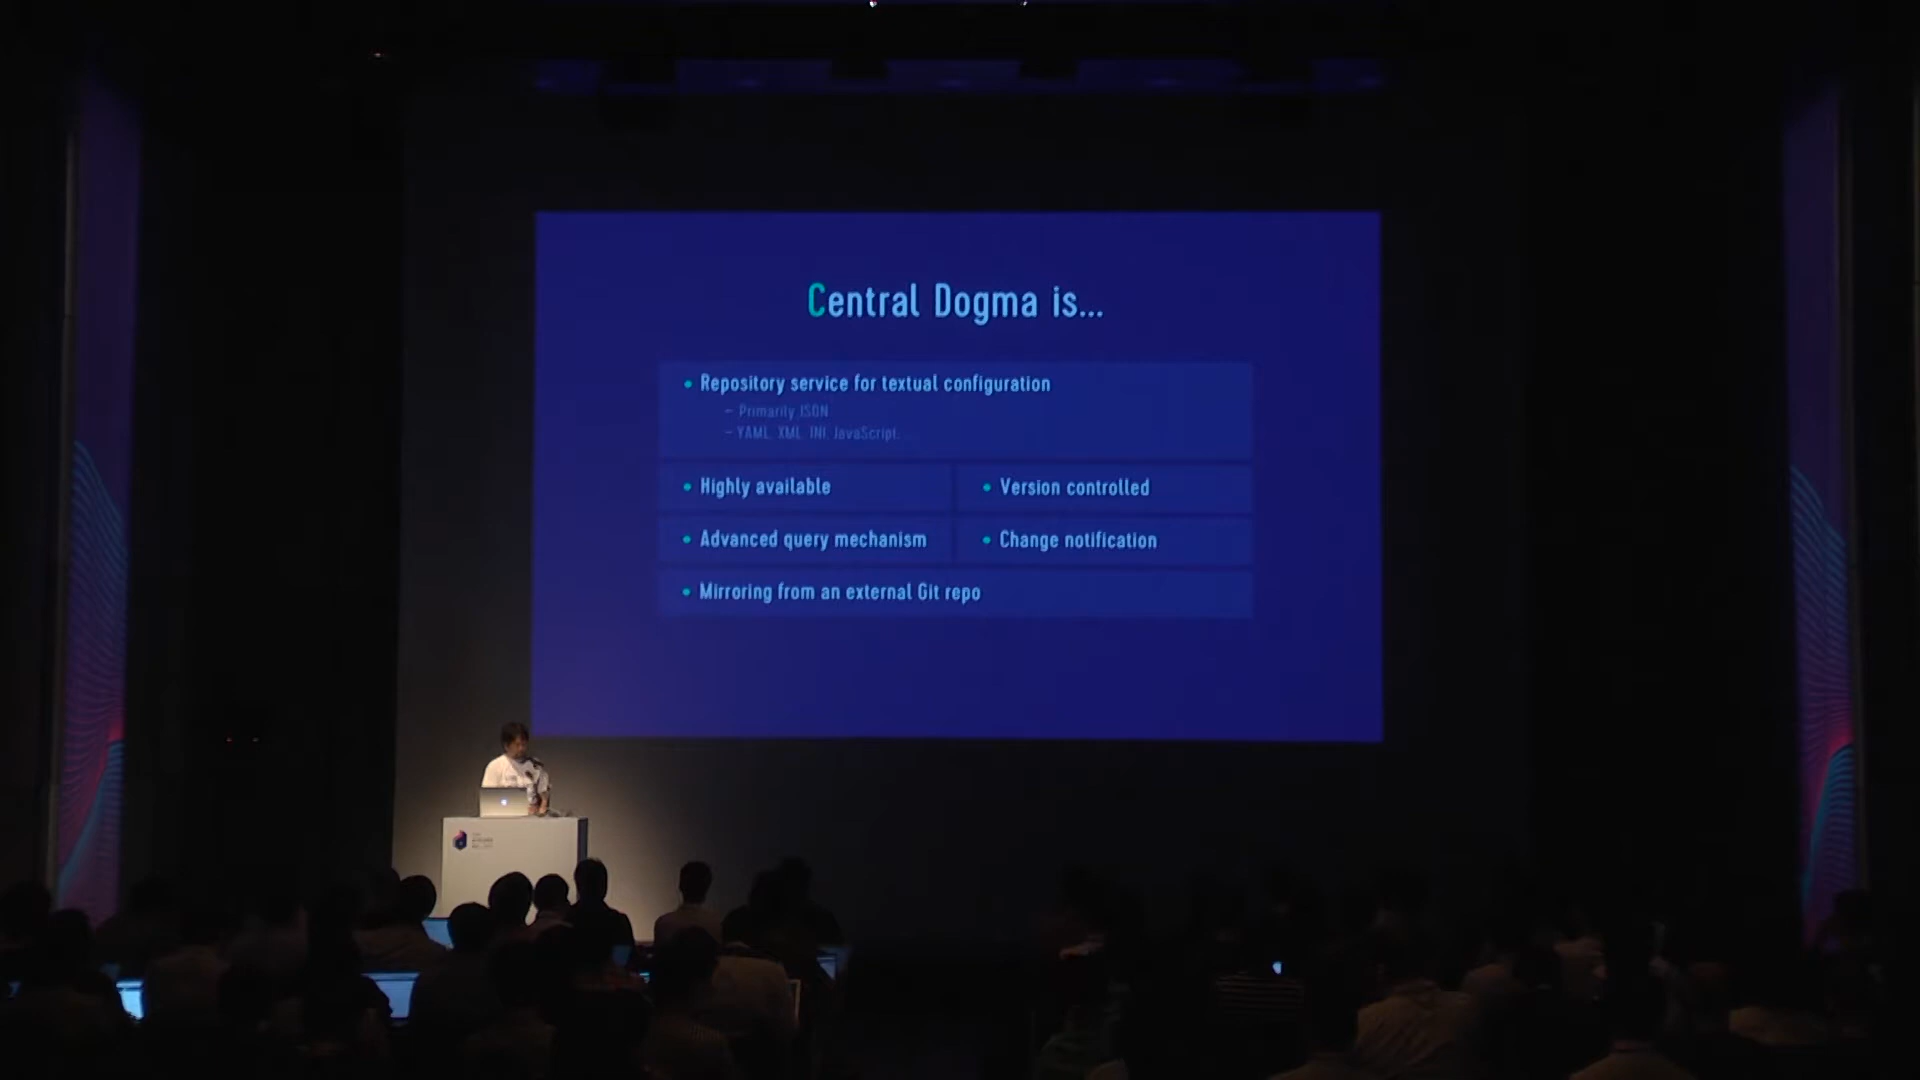 Central Dogma is...
• Repository service for textual configuration
– Primarily JSON
– YAML, XML, INI, JavaScript, ...
• Highly available
• Version controlled
• Advanced query mechanism
• Change notification
• Mirroring from an external Git repo